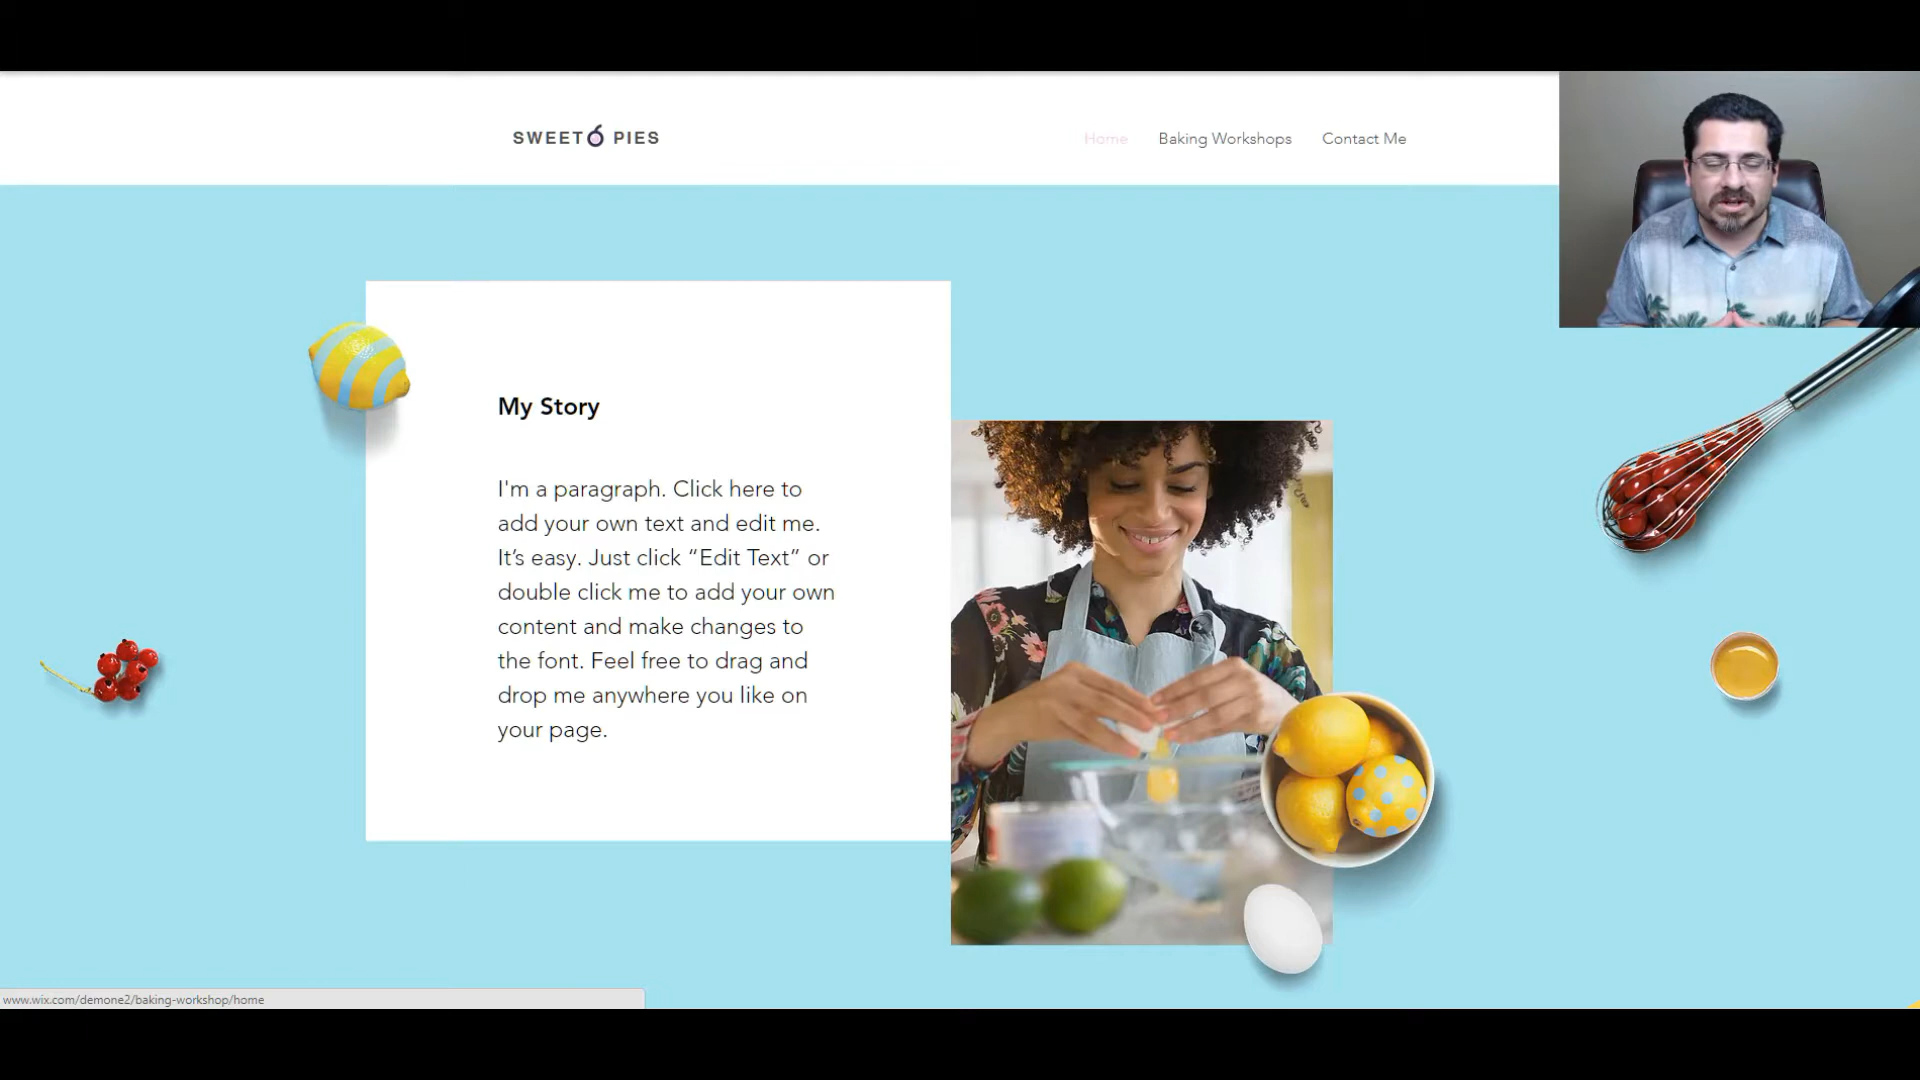 SWEET PIES
Home
Baking Workshops
Contact Me
My Story
I'm a paragraph. Click here to
add your own text and edit me.
It’s easy. Just click “Edit Text” or
double click me to add your own
content and make changes to
the font. Feel free to drag and
drop me anywhere you like on
your page.
www.wix.com/demone2/baking-workshop/home